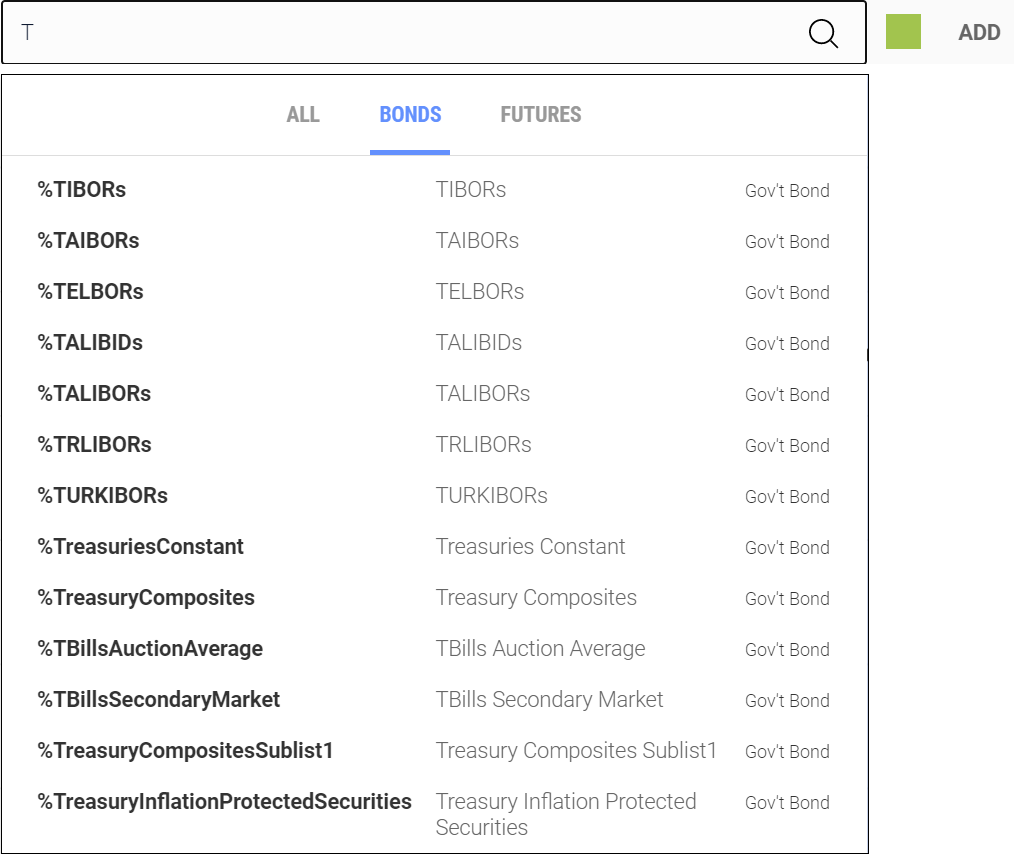 T ADD
ALL BONDS FUTURES
%TIBORs TIBORs Gov't Bond
%TAIBORs TAIBORs Gov't Bond
%TELBORs TELBORs Gov't Bond
%TALIBIDs TALIBIDs Gov't Bond
%TALIBORs TALIBORs Gov't Bond
%TRLIBORs TRLIBORs Gov't Bond
%TURKIBORs TURKIBORs Gov't Bond
%TreasuriesConstant Treasuries Constant Gov't Bond
%TreasuryComposites Treasury Composites Gov't Bond
%TBillsAuctionAverage TBills Auction Average Gov't Bond
%TBillsSecondaryMarket TBills Secondary Market Gov't Bond
%TreasuryCompositesSublist1 Treasury Composites Sublist1 Gov't Bond
%TreasuryInflationProtectedSecurities Treasury Inflation Protected Gov't Bond
Securities